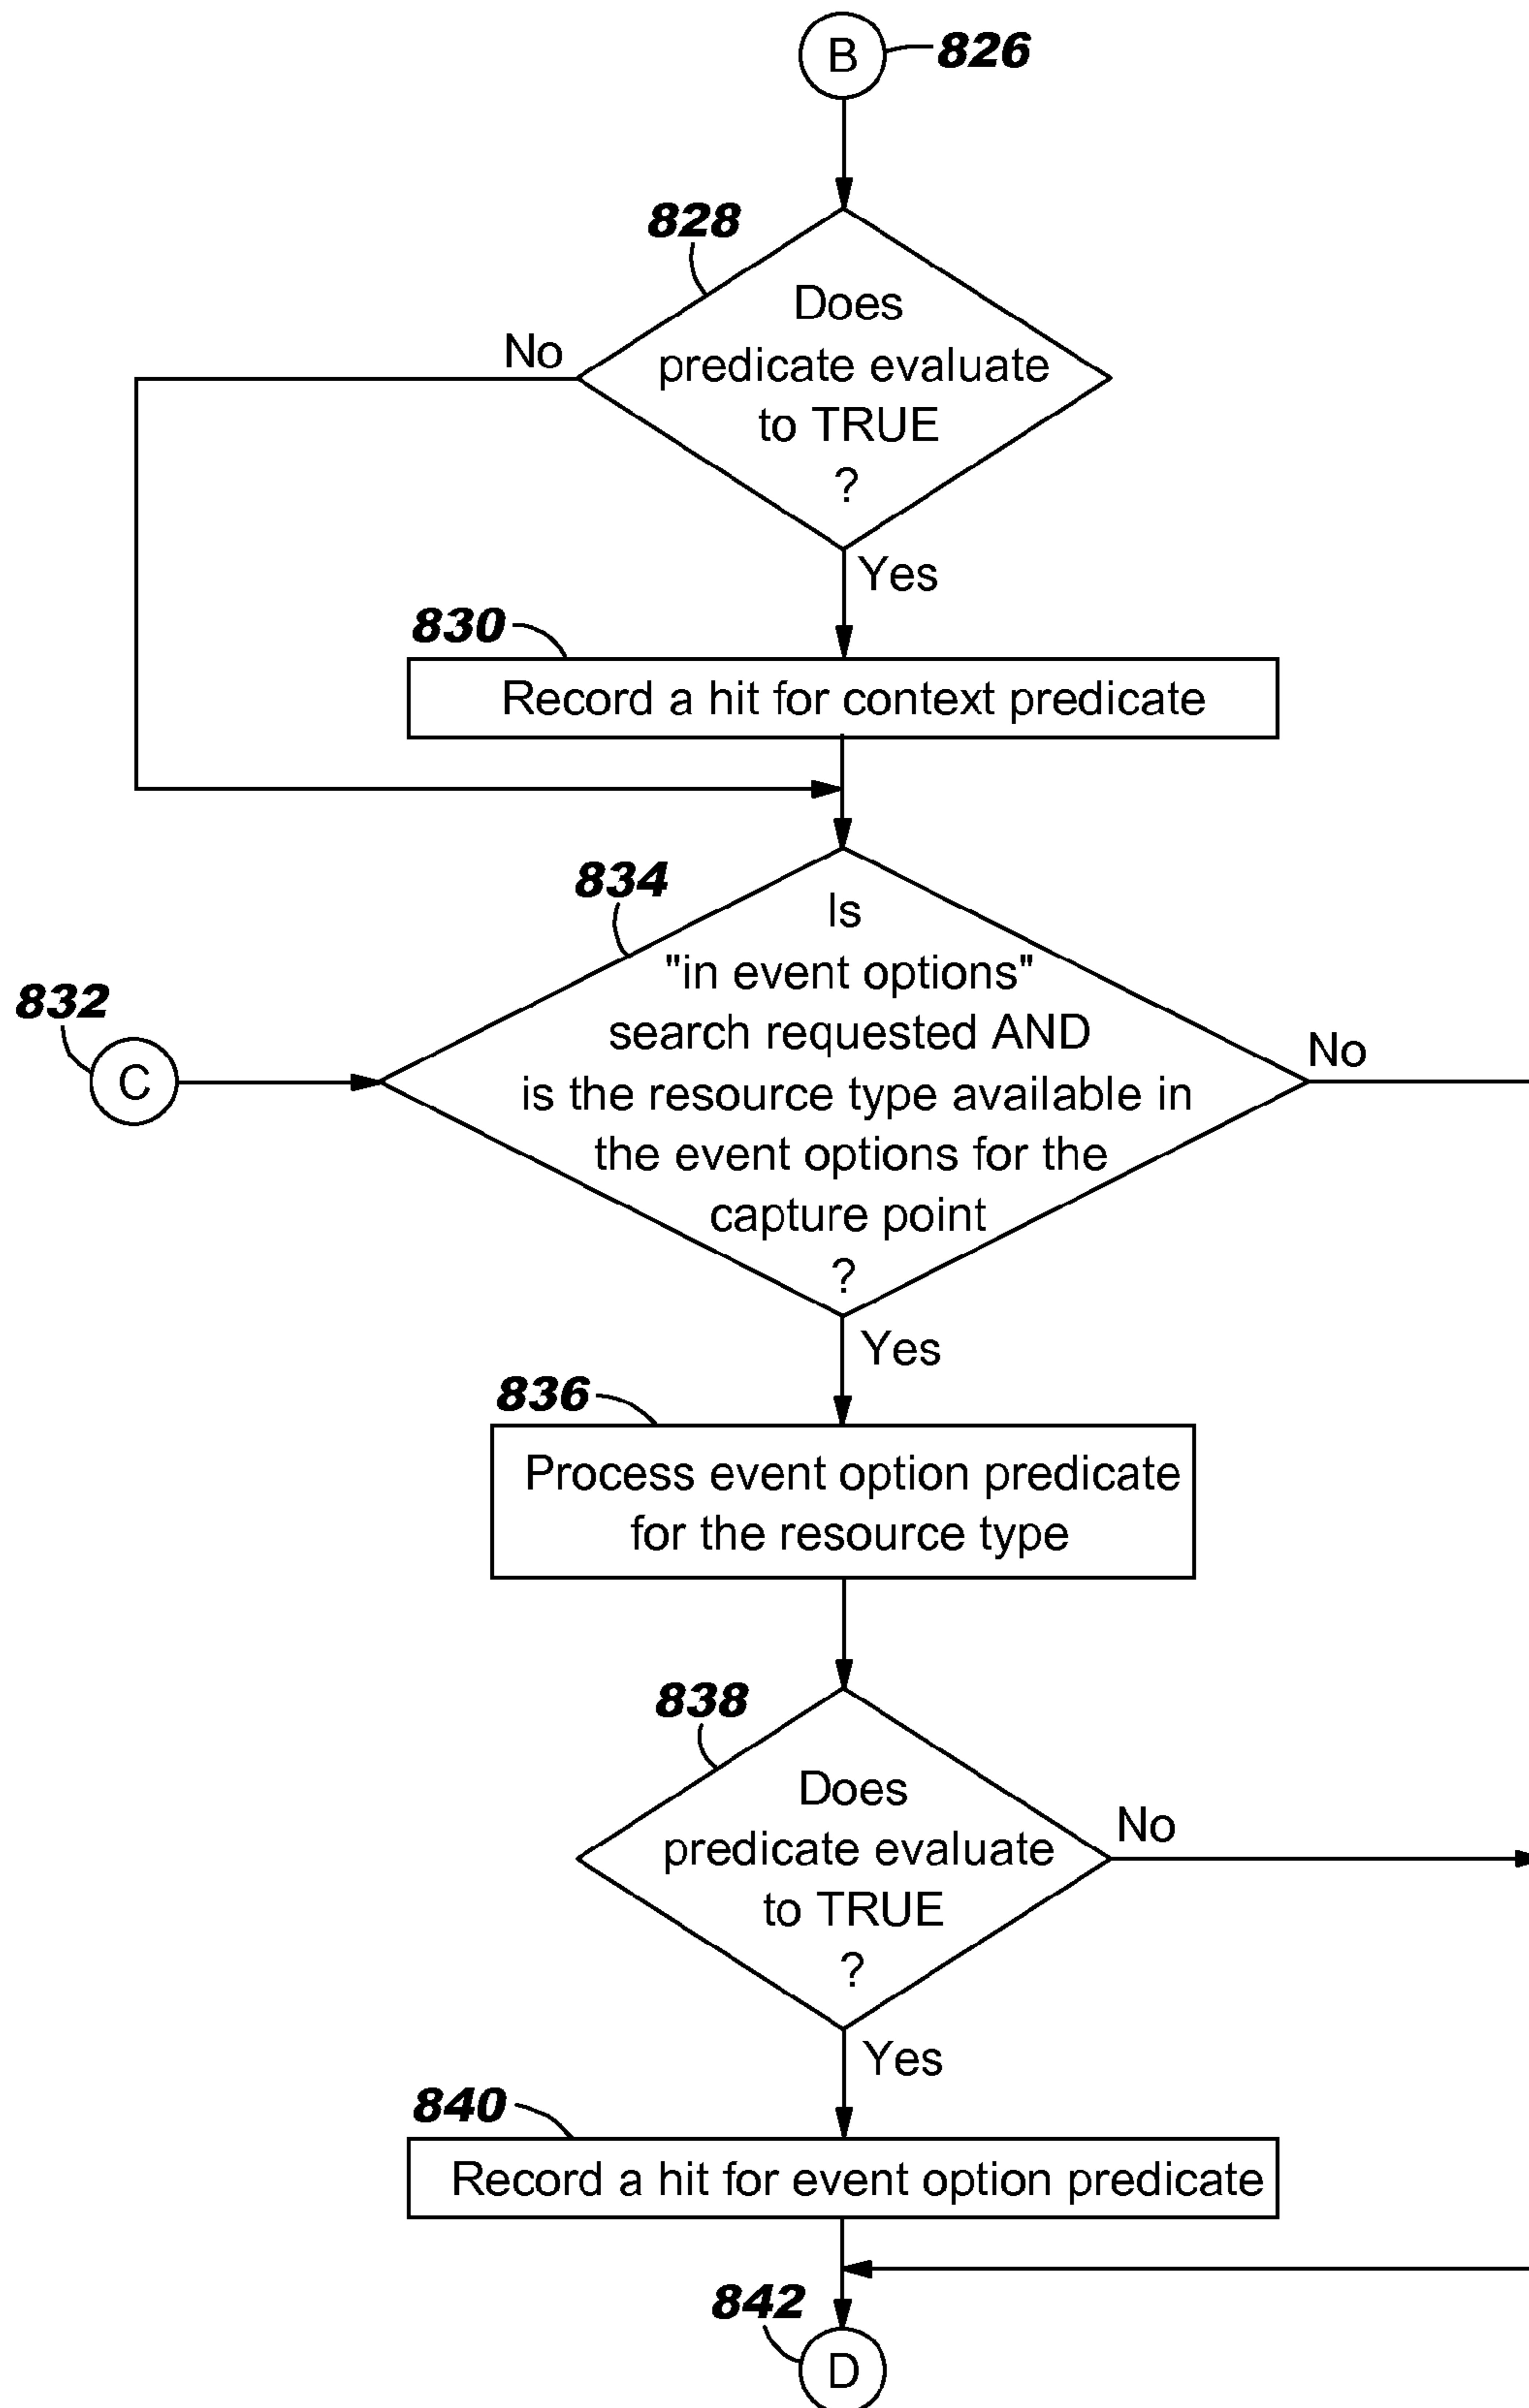 B
826
828
Does
predicate evaluate
to TRUE
?
No
Yes
830
Record a hit for context predicate
834
Is
"in event options"
search requested AND
is the resource type available in
the event options for the
capture point
?
832
C
No
Yes
836
Process event option predicate
for the resource type
838
Does
predicate evaluate
to TRUE
?
No
Yes
840
Record a hit for event option predicate
842
D